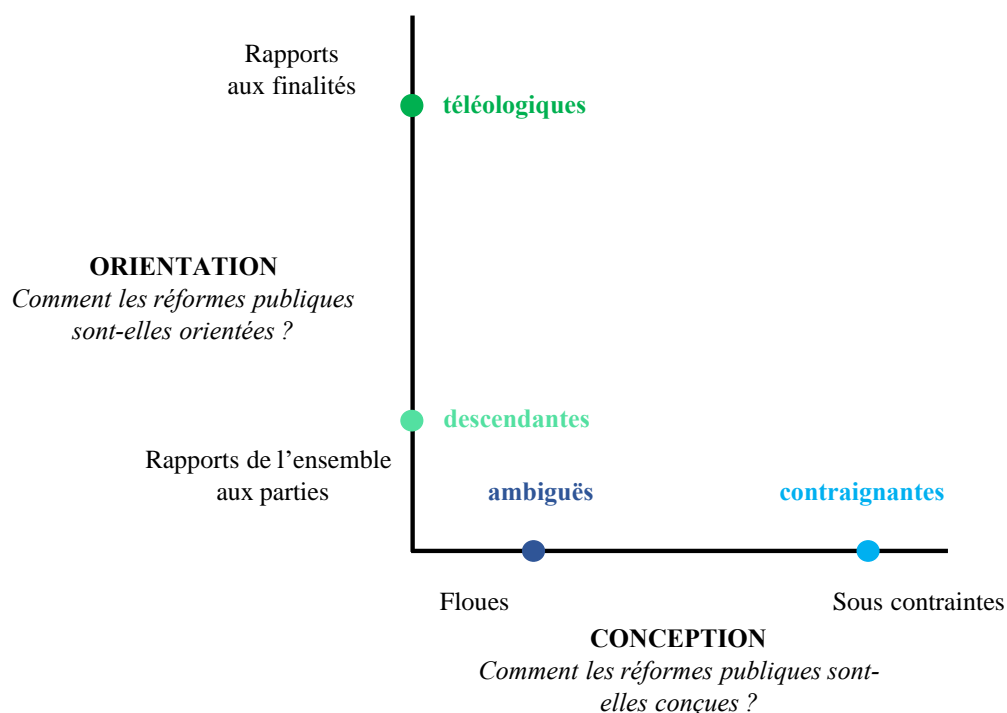 Rapports
aux finalités
téléologiques
ORIENTATION
Comment les réformes publiques
sont-elles orientées ?
descendantes
Rapports de l’ensemble
aux parties
ambiguës
contraignantes
Floues
Sous contraintes
CONCEPTION
Comment les réformes publiques sont-
elles conçues ?